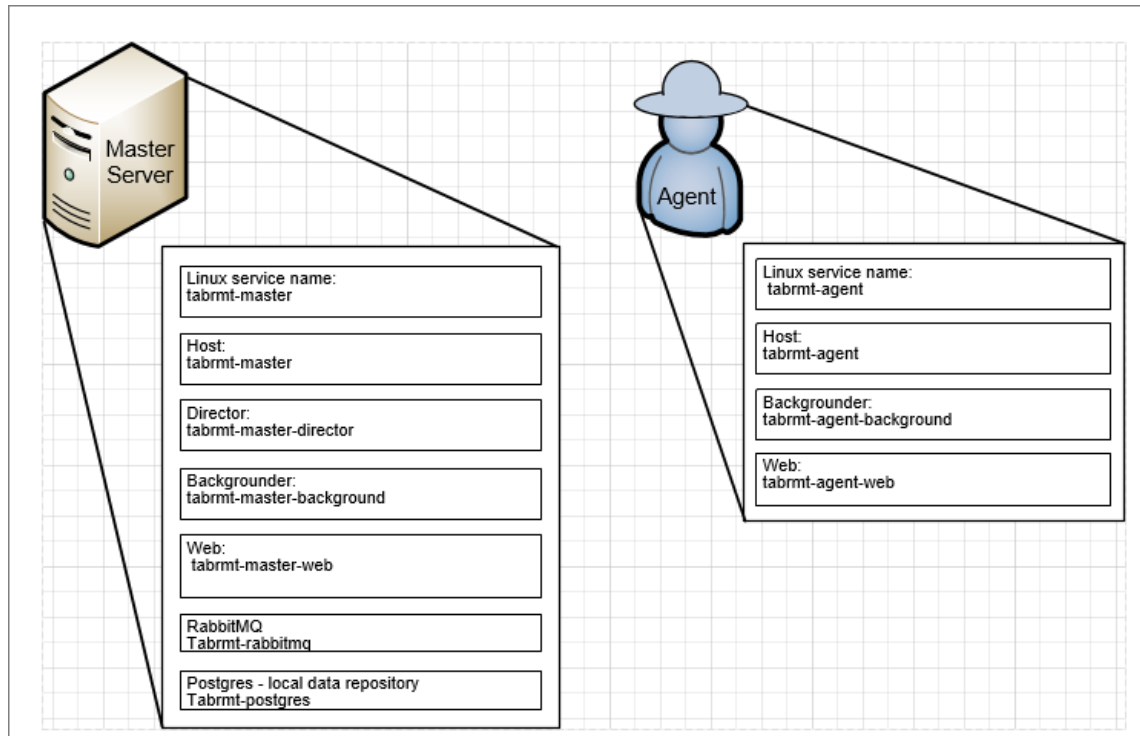 Master
Server
Linux service name:
tabrmt-master
Host:
tabrmt-master
Director:
tabrmt-master-director
Backgrounder:
tabrmt-master-background
Web:
tabrmt-master-web
RabbitMQ
Tabrmt-rabbitmq
Postgres - local data repository
Tabrmt-postgres
Agent
Linux service name:
tabrmt-agent
Host:
tabrmt-agent
Backgrounder:
tabrmt-agent-background
Web:
tabrmt-agent-web